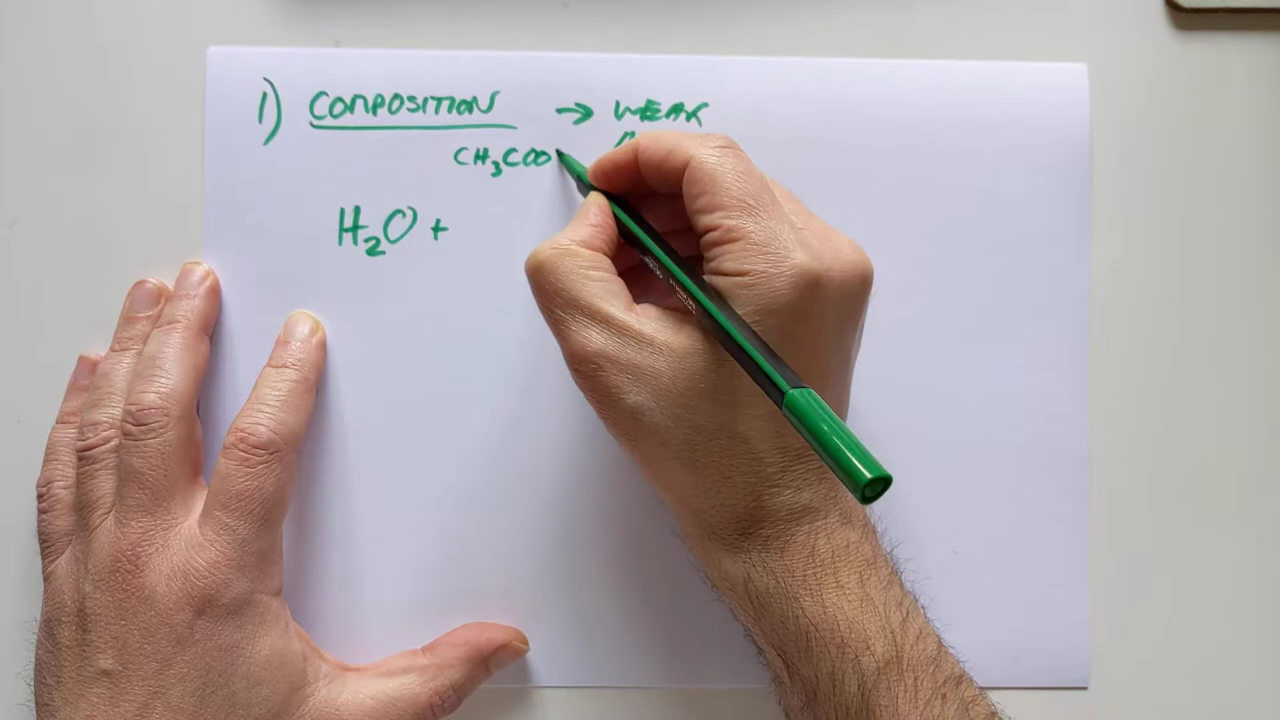 1) COMPOSITION → WEAK
CH₃COO
H₂O +